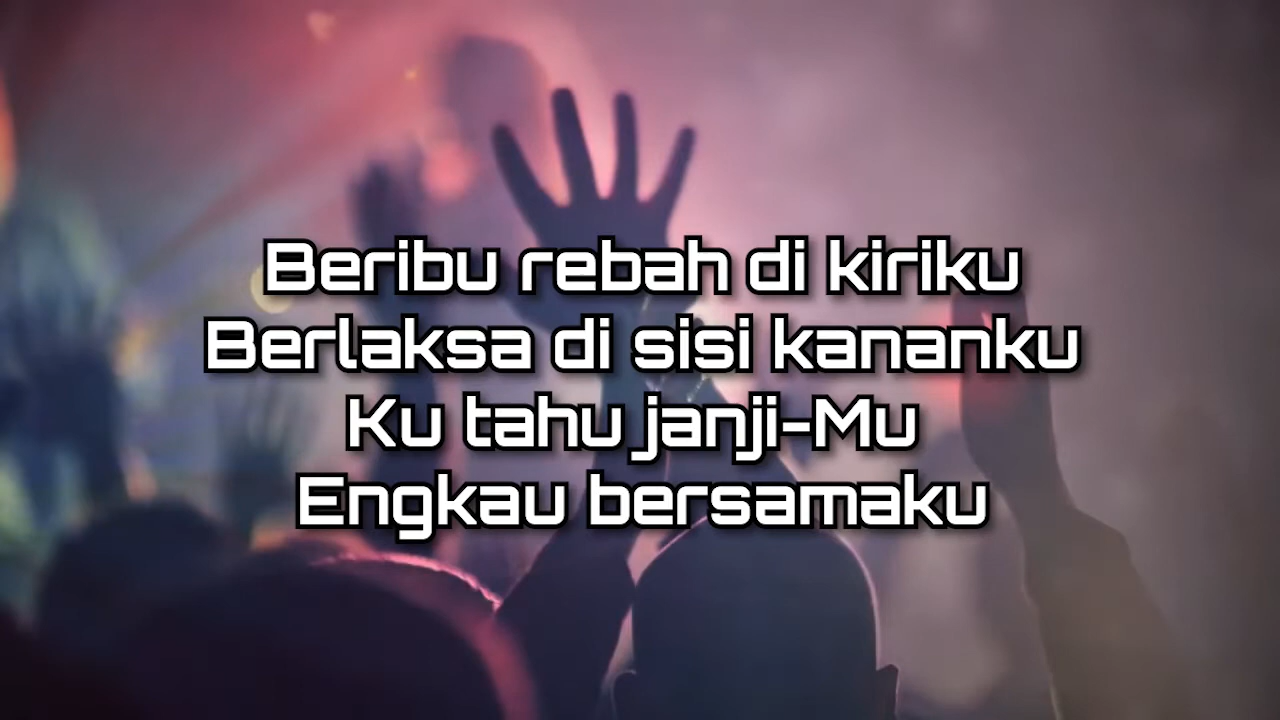 Beribu rebah di kiriku
Berlaksa di sisi kananku
Ku tahu janji-Mu
Engkau bersamaku